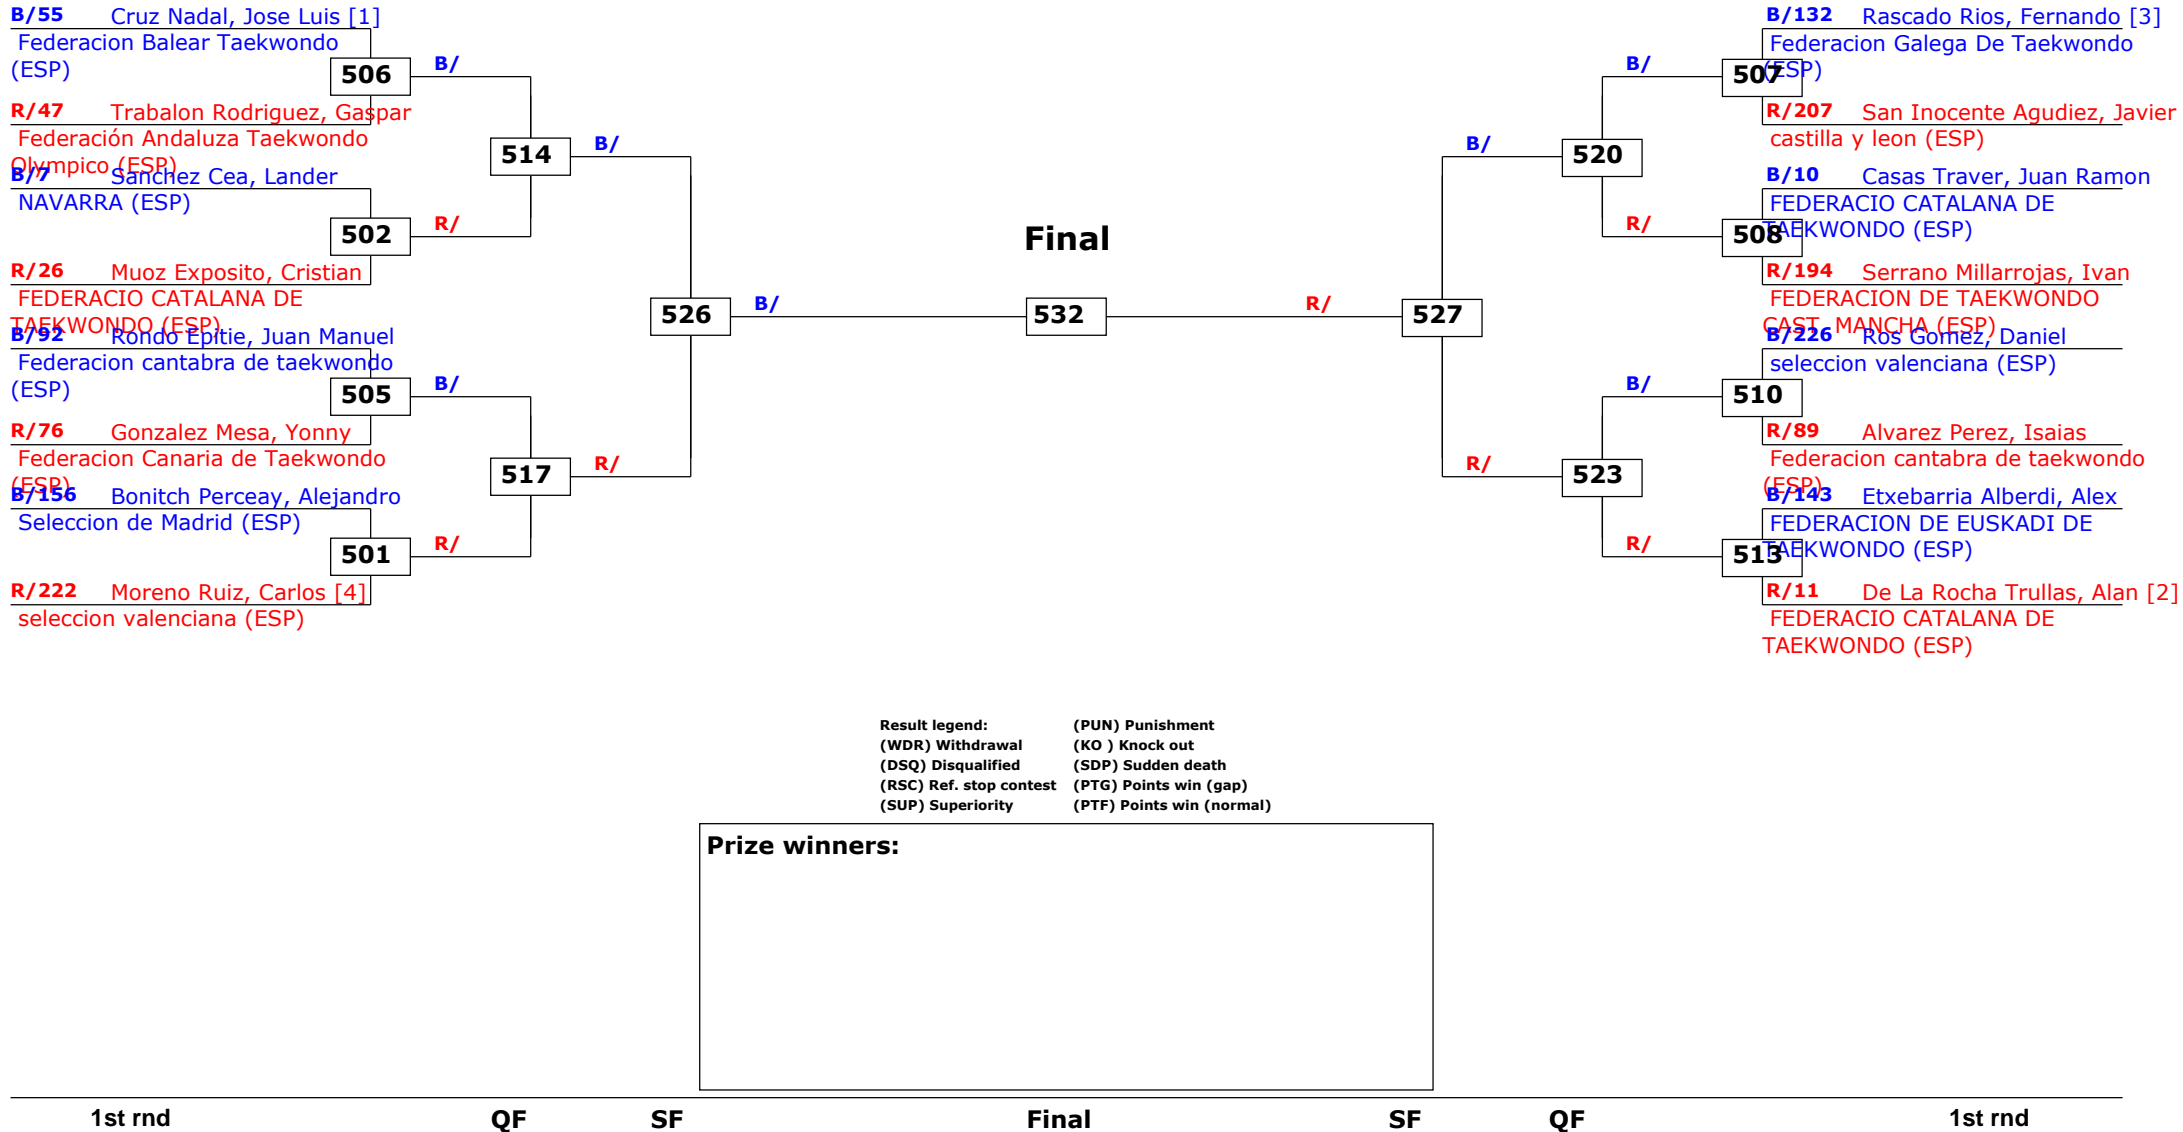 B/55 Cruz Nadal, Jose Luis [1]
Federacion Balear Taekwondo
(ESP)
506
B/
R/47 Trabalon Rodriguez, Gaspar
Federación Andaluza Taekwondo
Olympico (ESP)
514
B/
B/7 Sanchez Cea, Lander
NAVARRA (ESP)
502
R/
R/26 Muoz Exposito, Cristian
FEDERACIO CATALANA DE
TAEKWONDO (ESP)
526
B/
B/92 Rondo Epitie, Juan Manuel
Federacion cantabra de taekwondo
(ESP)
505
B/
R/76 Gonzalez Mesa, Yonny
Federacion Canaria de Taekwondo
(ESP)
517
R/
B/156 Bonitch Perceay, Alejandro
Seleccion de Madrid (ESP)
501
R/
R/222 Moreno Ruiz, Carlos [4]
seleccion valenciana (ESP)
Final
532
B/132 Rascado Rios, Fernando [3]
Federacion Galega De Taekwondo
(ESP)
B/
507
R/207 San Inocente Agudiez, Javier
castilla y leon (ESP)
B/
520
B/10 Casas Traver, Juan Ramon
FEDERACIO CATALANA DE
TAEKWONDO (ESP)
R/
508
R/194 Serrano Millarrojas, Ivan
FEDERACION DE TAEKWONDO
CAST. MANCHA (ESP)
R/
527
B/226 Ros Gomez, Daniel
seleccion valenciana (ESP)
B/
510
R/89 Alvarez Perez, Isaias
Federacion cantabra de taekwondo
(ESP)
R/
523
B/143 Etxebarria Alberdi, Alex
FEDERACION DE EUSKADI DE
TAEKWONDO (ESP)
R/
513
R/11 De La Rocha Trullas, Alan [2]
FEDERACIO CATALANA DE
TAEKWONDO (ESP)
Result legend: (PUN) Punishment
(WDR) Withdrawal (KO ) Knock out
(DSQ) Disqualified (SDP) Sudden death
(RSC) Ref. stop contest (PTG) Points win (gap)
(SUP) Superiority (PTF) Points win (normal)
Prize winners:
1st rnd QF SF Final SF QF 1st rnd